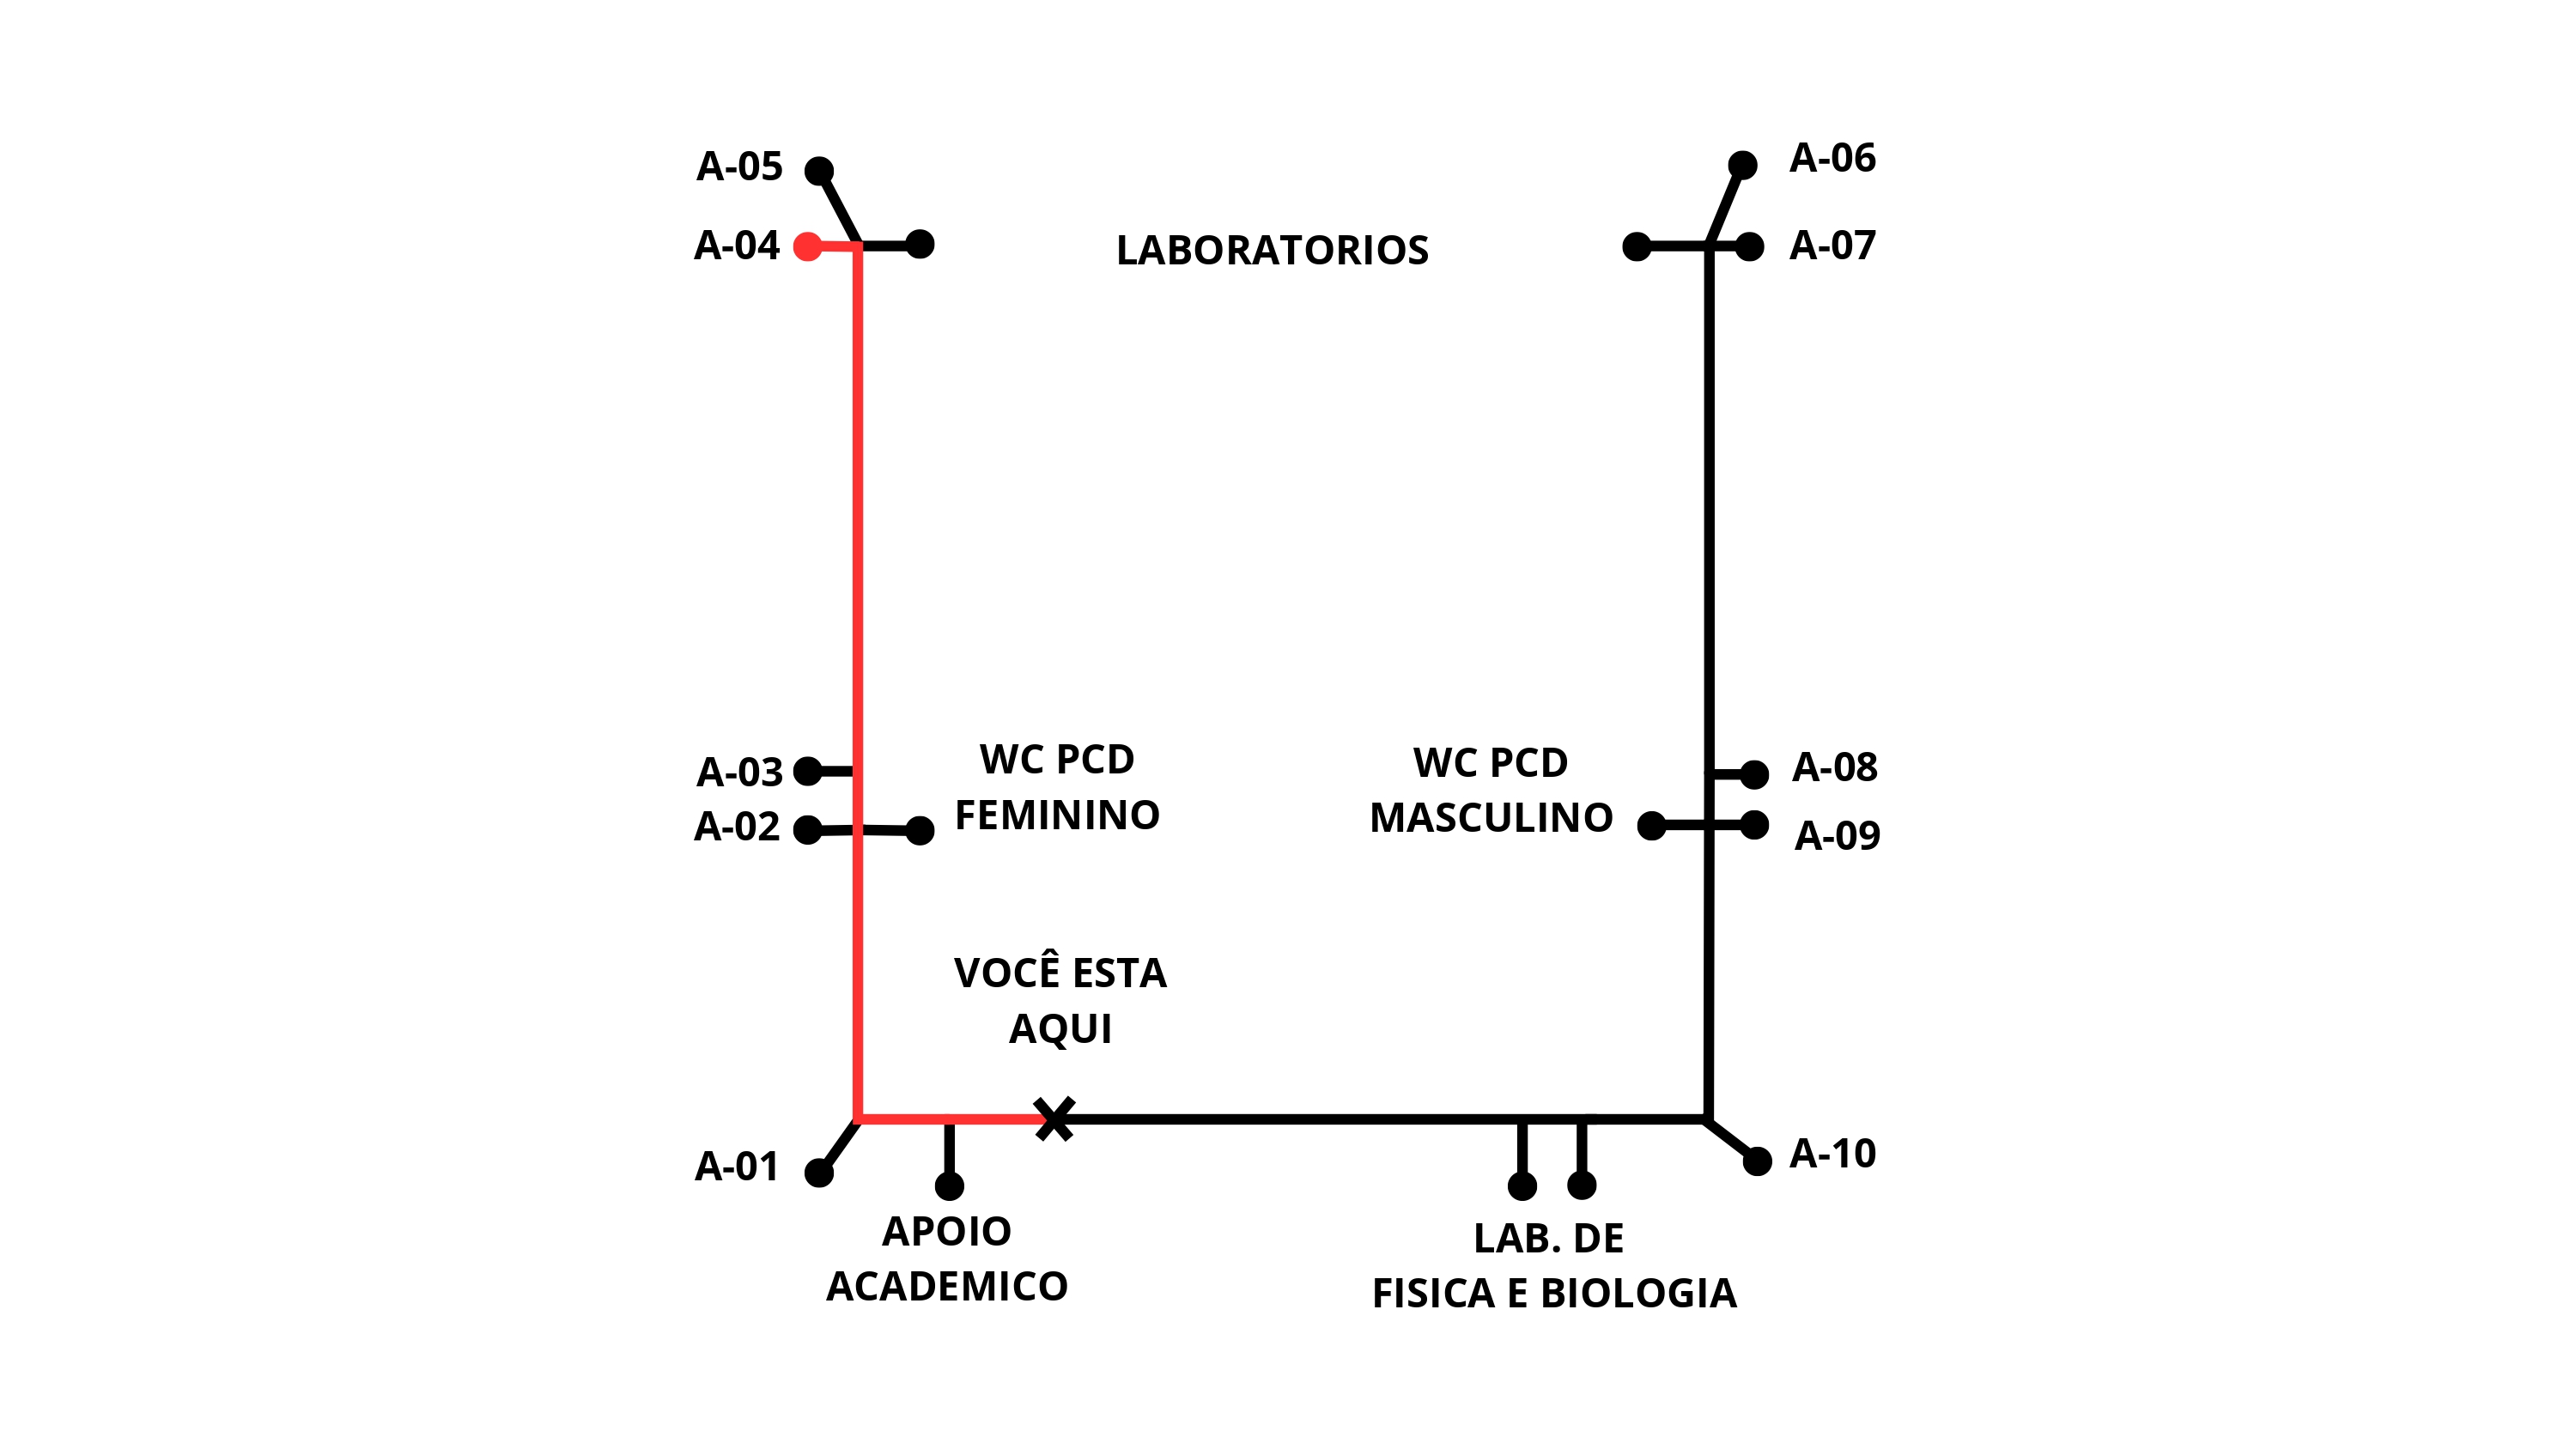 A-05
A-06
A-04
LABORATORIOS
A-07
A-03
WC PCD
FEMININO
WC PCD
MASCULINO
A-08
A-02
A-09
VOCÊ ESTA
AQUI
A-01
A-10
APOIO
ACADEMICO
LAB. DE
FISICA E BIOLOGIA